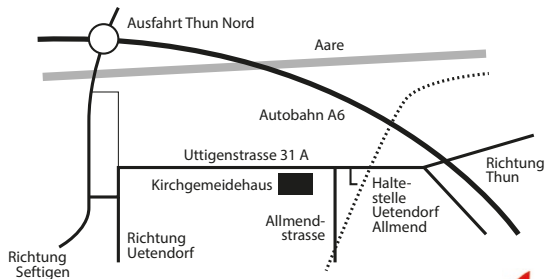 Ausfahrt Thun Nord
Aare
Autobahn A6
Uttigenstrasse 31 A
Richtung
Thun
Kirchgemeidehaus
Halte-
stelle
Uetendorf
Allmend
Allmend-
strasse
Richtung
Uetendorf
Richtung
Seftigen